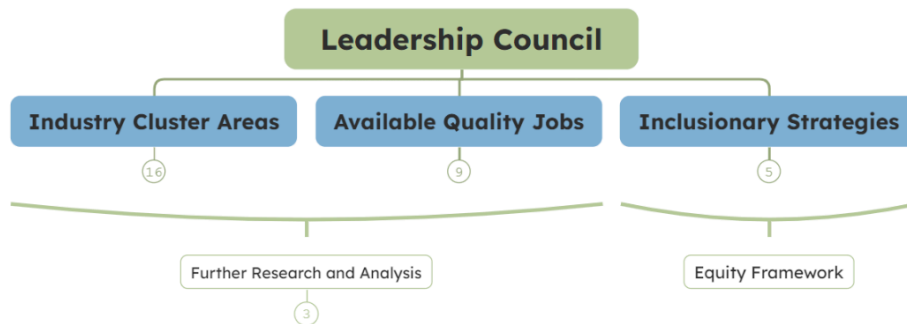 Leadership Council
Industry Cluster Areas
Available Quality Jobs
Inclusionary Strategies
16
9
5
Further Research and Analysis
Equity Framework
3